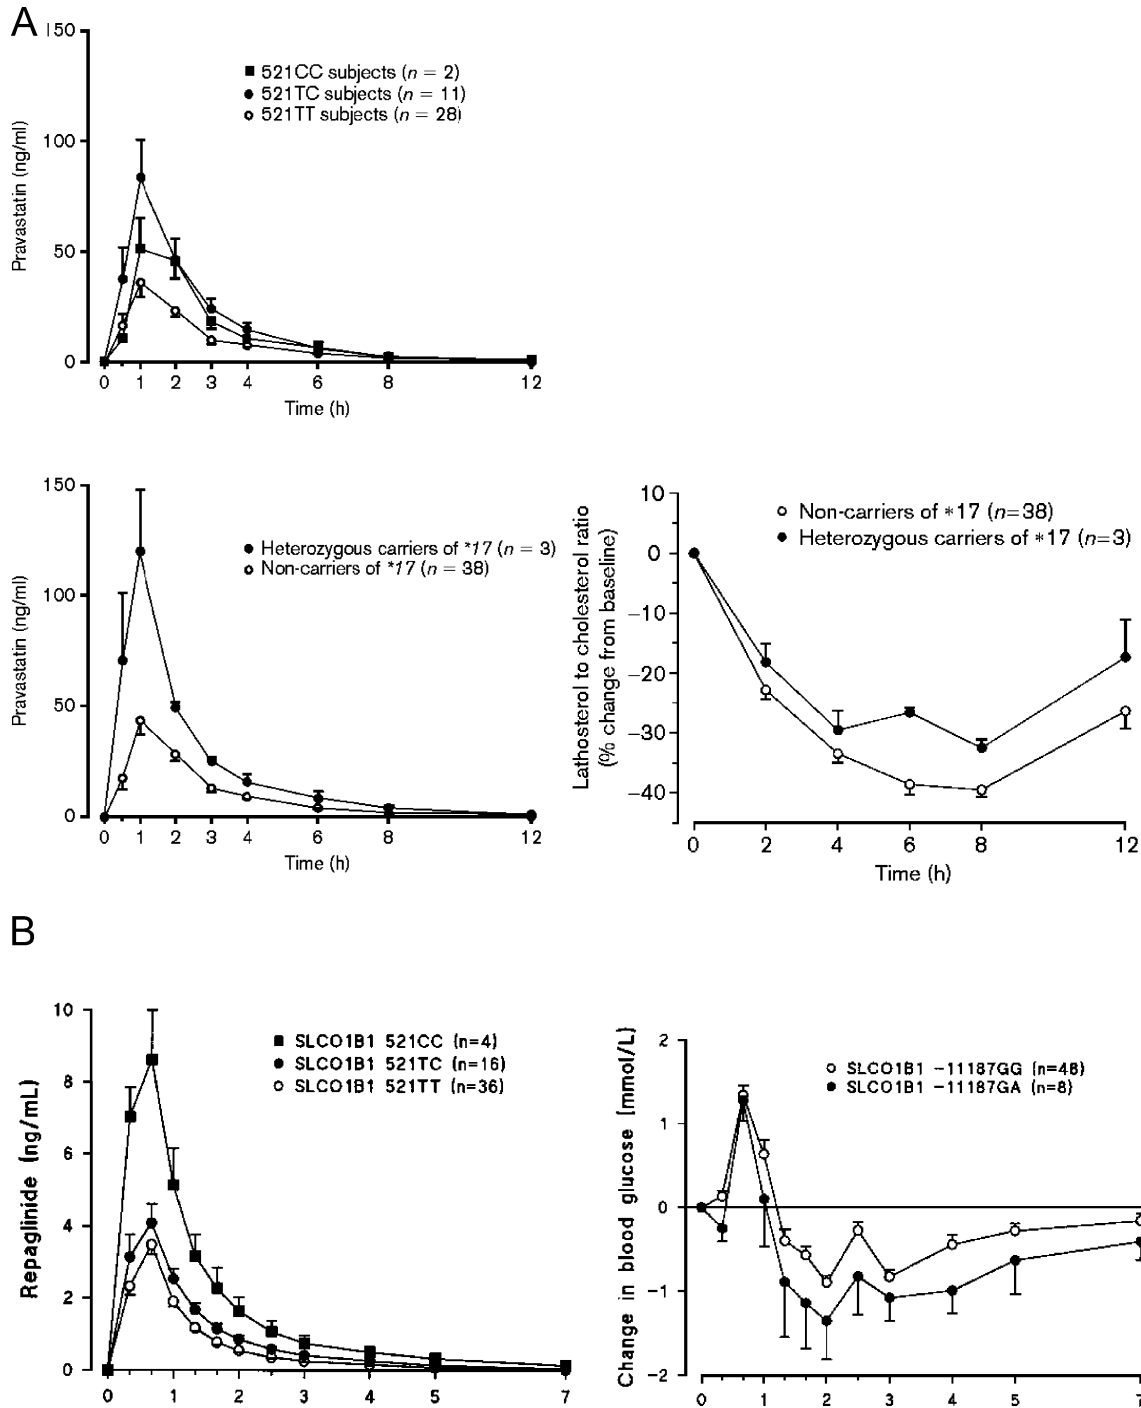 A
150
100
50
0
Pravastatin (ng/ml)
521CC subjects (n = 2)
521TC subjects (n = 11)
521TT subjects (n = 28)
0 1 2 3 4 6 8 12
Time (h)
150
100
50
0
Pravastatin (ng/ml)
Heterozygous carriers of *17 (n = 3)
Non-carriers of *17 (n = 38)
0 1 2 3 4 6 8 12
Time (h)
10
0
−10
−20
−30
−40
Lathosterol to cholesterol ratio
(% change from baseline)
Non-carriers of *17 (n=38)
Heterozygous carriers of *17 (n=3)
0 2 4 6 8 12
Time (h)
B
10
8
6
4
2
0
Repaglinide (ng/mL)
SLCO1B1 521CC (n=4)
SLCO1B1 521TC (n=16)
SLCO1B1 521TT (n=36)
0 1 2 3 4 5 7
2
1
0
-1
-2
Change in blood glucose (mmol/L)
SLCO1B1 -11187GG (n=48)
SLCO1B1 -11187GA (n=8)
0 1 2 3 4 5 7